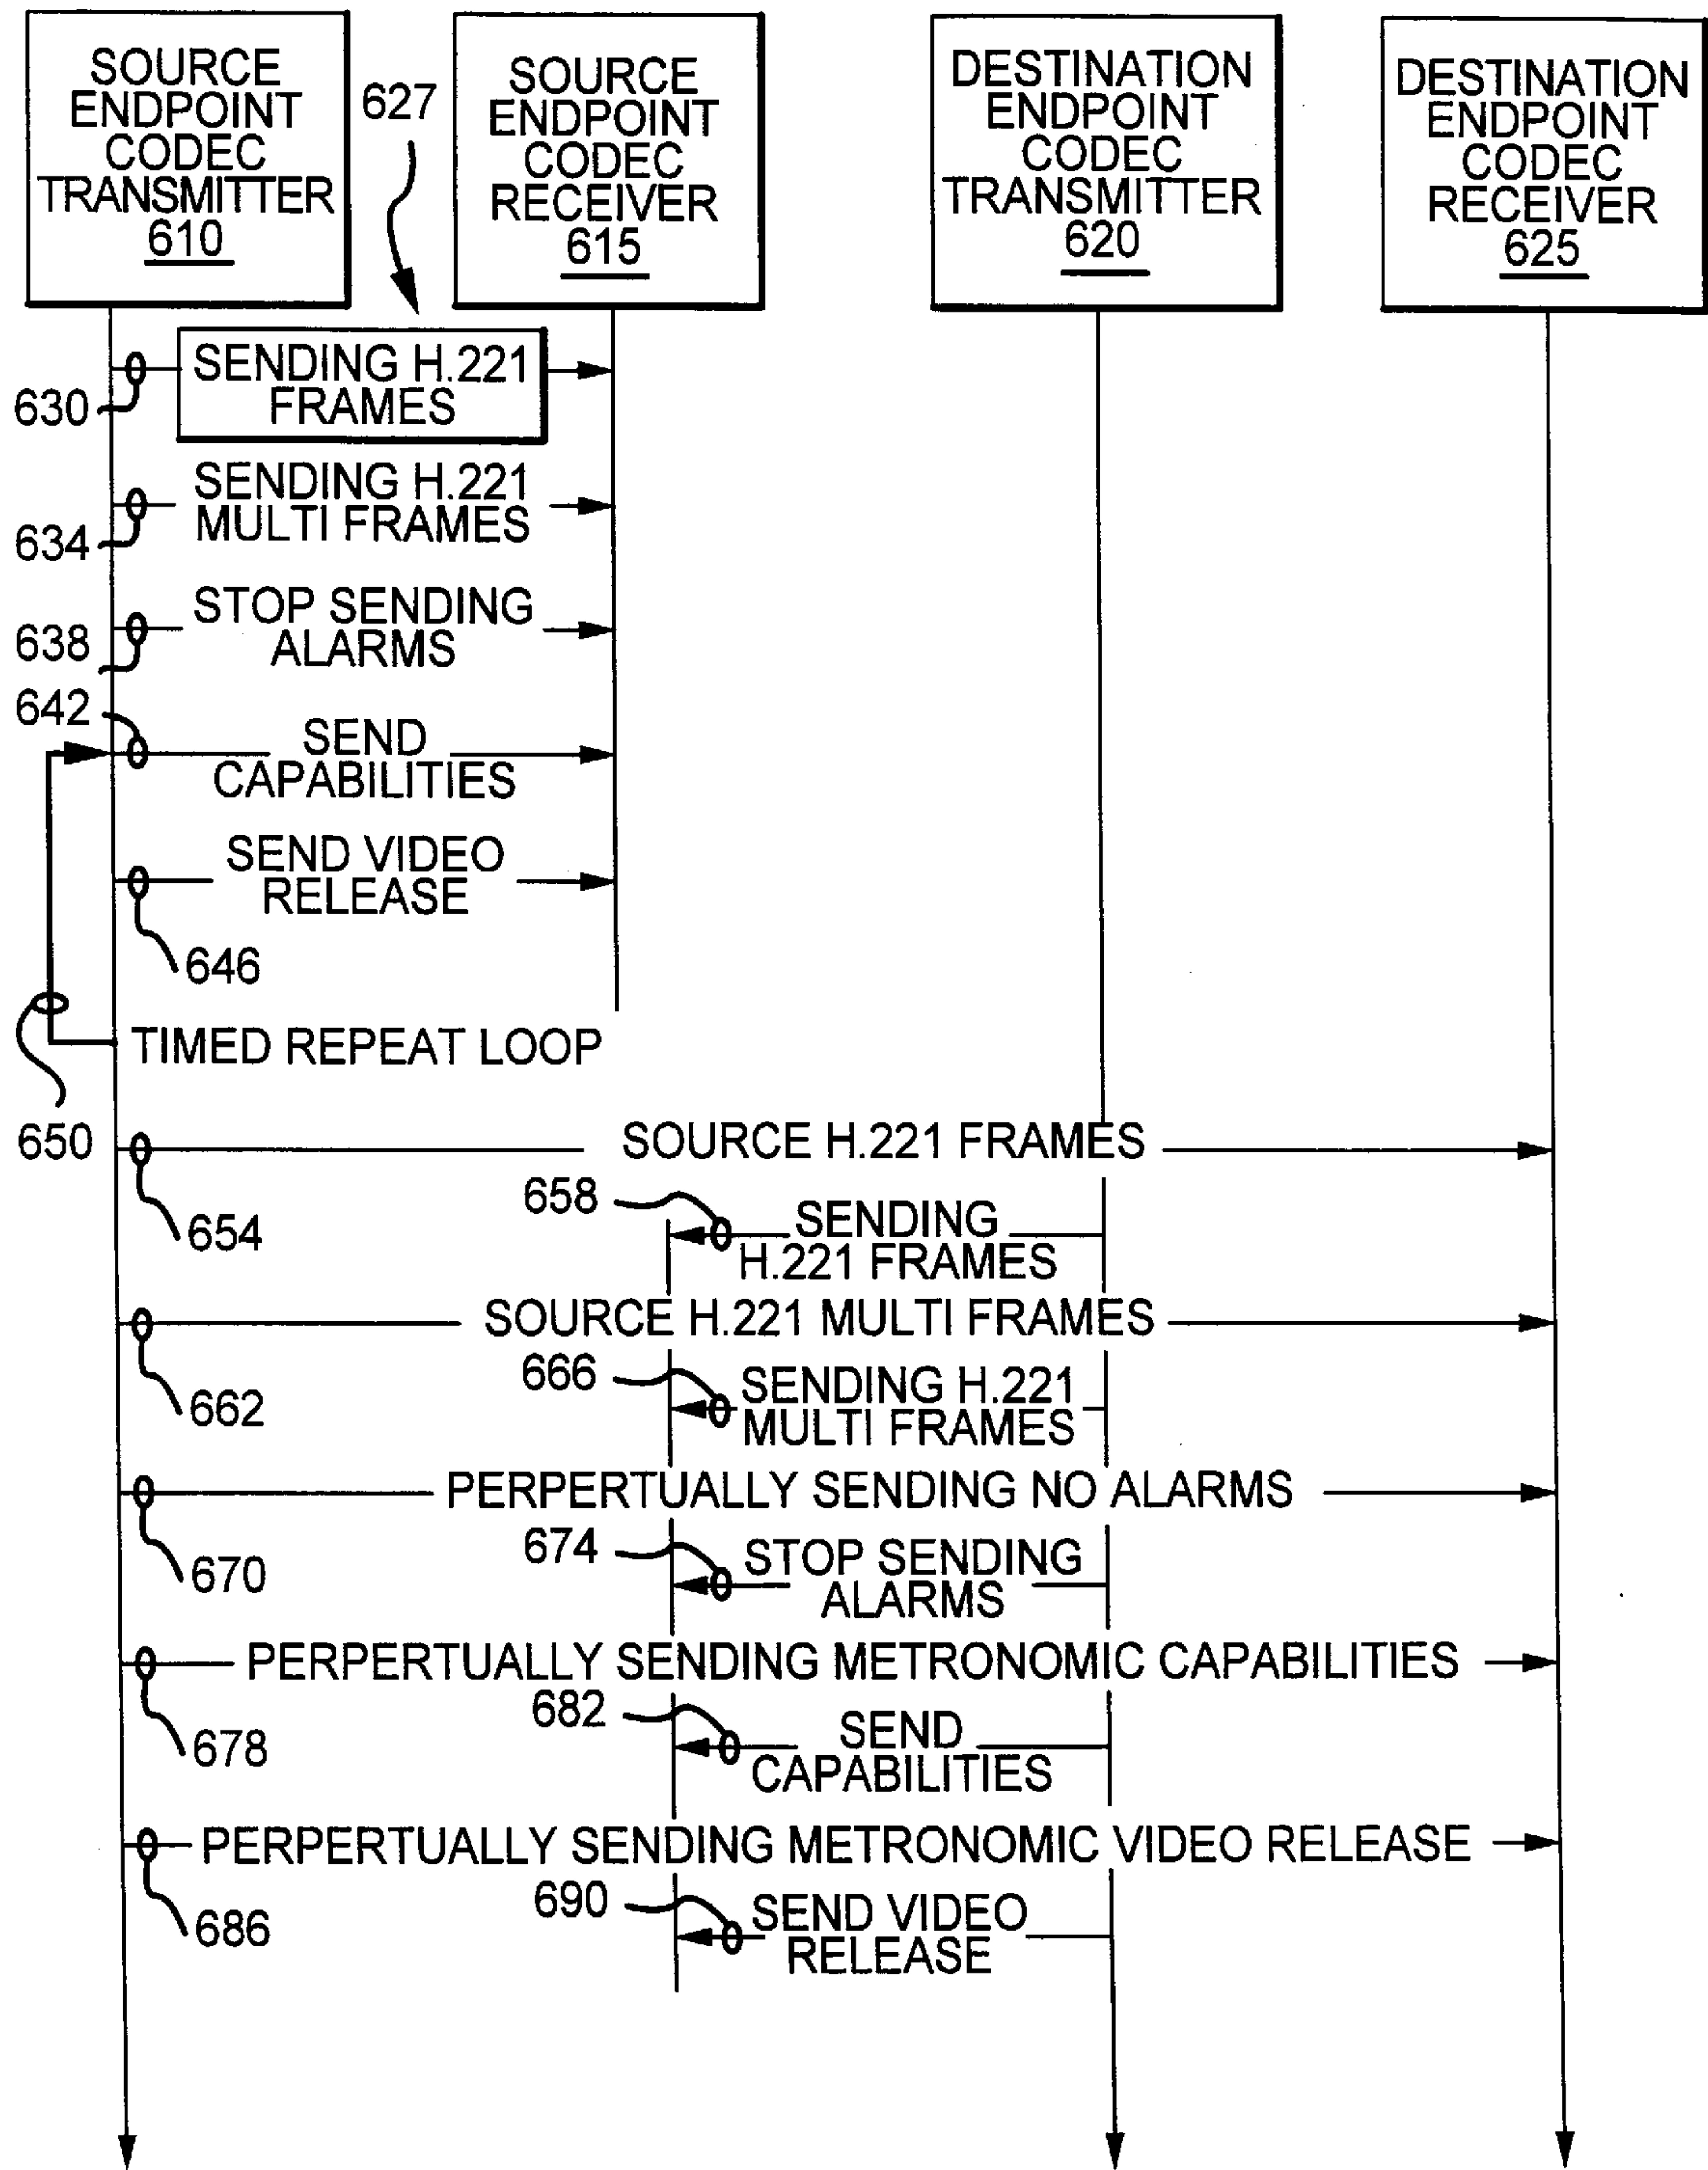 SOURCE
ENDPOINT
CODEC
TRANSMITTER
610
627
SOURCE
ENDPOINT
CODEC
RECEIVER
615
DESTINATION
ENDPOINT
CODEC
TRANSMITTER
620
DESTINATION
ENDPOINT
CODEC
RECEIVER
625
630
SENDING H.221
FRAMES
634
SENDING H.221
MULTI FRAMES
638
STOP SENDING
ALARMS
642
SEND
CAPABILITIES
SEND VIDEO
RELEASE
646
TIMED REPEAT LOOP
650
SOURCE H.221 FRAMES
654
658
SENDING
H.221 FRAMES
SOURCE H.221 MULTI FRAMES
662
666
SENDING H.221
MULTI FRAMES
PERPERTUALLY SENDING NO ALARMS
670
674
STOP SENDING
ALARMS
PERPERTUALLY SENDING METRONOMIC CAPABILITIES
678
682
SEND
CAPABILITIES
PERPERTUALLY SENDING METRONOMIC VIDEO RELEASE
686
690
SEND VIDEO
RELEASE